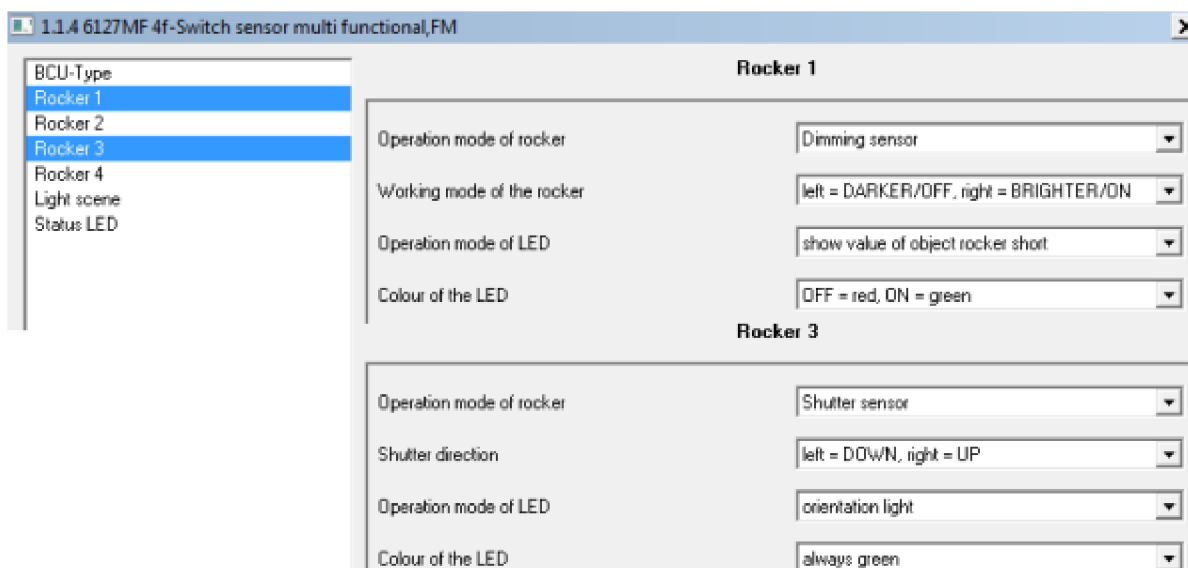 1.1.4 6127MF 4f-Switch sensor multi functional,FM
BCU-Type
Rocker 1
Rocker 2
Rocker 3
Rocker 4
Light scene
Status LED
Rocker 1
Operation mode of rocker Dimming sensor
Working mode of the rocker left = DARKER/OFF, right = BRIGHTER/ON
Operation mode of LED show value of object rocker short
Colour of the LED OFF = red, ON = green
Rocker 3
Operation mode of rocker Shutter sensor
Shutter direction left = DOWN, right = UP
Operation mode of LED orientation light
Colour of the LED always green